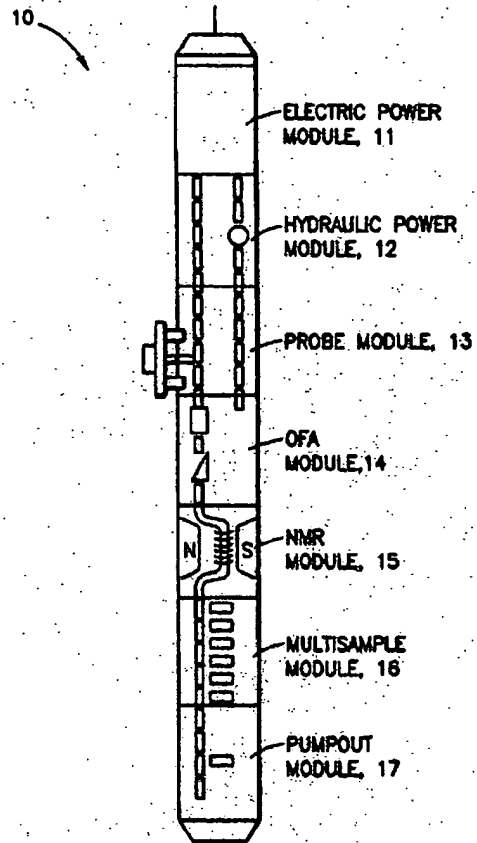 10
ELECTRIC POWER
MODULE, 11
HYDRAULIC POWER
MODULE, 12
PROBE MODULE, 13
OFA
MODULE,14
N
S
NMR
MODULE, 15
MULTISAMPLE
MODULE, 16
PUMPOUT
MODULE, 17